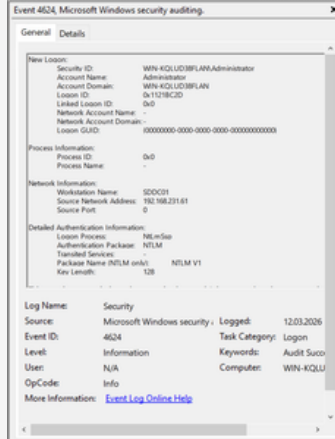 Event 4624, Microsoft Windows security auditing.
General Details
New Logon:
Security ID: WIN-KQLUD38FLAN\Administrator
Account Name: Administrator
Account Domain: WIN-KQLUD38FLAN
Logon ID: 0x1521BC2D
Linked Logon ID: 0x0
Network Account Name: -
Network Account Domain: -
Logon GUID: {00000000-0000-0000-0000-000000000000}
Process Information:
Process ID: 0x0
Process Name: -
Network Information:
Workstation Name: SDDC01
Source Network Address: 192.168.231.61
Source Port: 0
Detailed Authentication Information:
Logon Process: NtLmSsp
Authentication Package: NTLM
Transited Services: -
Package Name (NTLM only): NTLM V1
Key Length: 128
Log Name: Security
Source: Microsoft Windows security Logged: 12.03.2026
Event ID: 4624 Task Category: Logon
Level: Information Keywords: Audit Succ
User: N/A Computer: WIN-KQLU
OpCode: Info
More Information: Event Log Online Help